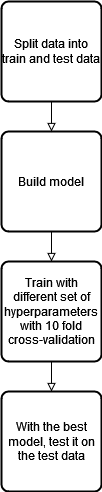 Split data into
train and test data
Build model
Train with
different set of
hyperparameters
with 10 fold
cross-validation
With the best
model, test it on
the test data